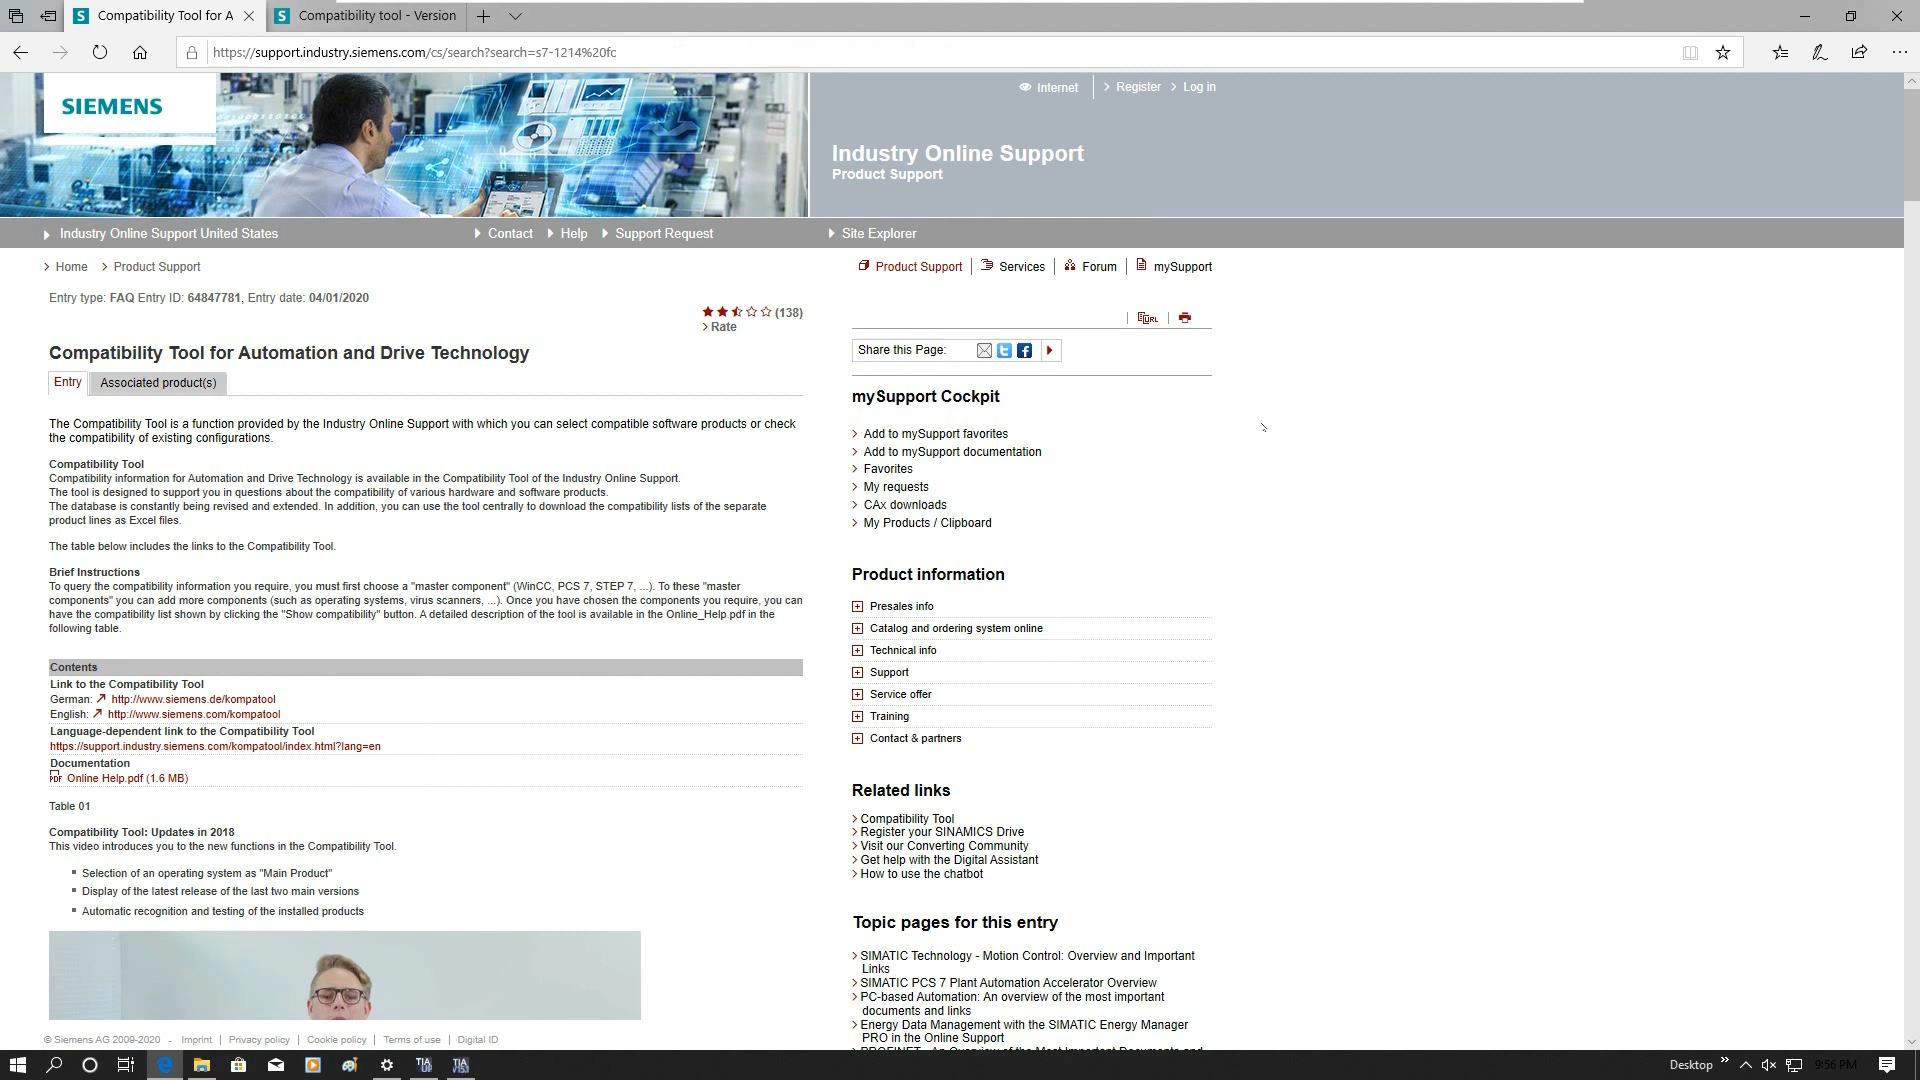 Compatibility Tool for A
Compatibility tool - Version
https://support.industry.siemens.com/cs/search?search=s7-1214%20fc
SIEMENS
Internet
Register
Log in
Industry Online Support
Product Support
Industry Online Support United States
Contact
Help
Support Request
Site Explorer
Home
Product Support
Product Support
Services
Forum
mySupport
Entry type: FAQ Entry ID: 64847781, Entry date: 04/01/2020
(138)
Rate
Compatibility Tool for Automation and Drive Technology
Entry
Associated product(s)
The Compatibility Tool is a function provided by the Industry Online Support with which you can select compatible software products or check
the compatibility of existing configurations.
Compatibility Tool
Compatibility information for Automation and Drive Technology is available in the Compatibility Tool of the Industry Online Support.
The tool is designed to support you in questions about the compatibility of various hardware and software products.
The database is constantly being revised and extended. In addition, you can use the tool centrally to download the compatibility lists of the separate
product lines as Excel files.
The table below includes the links to the Compatibility Tool.
Brief Instructions
To query the compatibility information you require, you must first choose a "master component" (WinCC, PCS 7, STEP 7, ...). To these "master
components" you can add more components (such as operating systems, virus scanners, ...). Once you have chosen the components you require, you can
have the compatibility list shown by clicking the "Show compatibility" button. A detailed description of the tool is available in the Online_Help.pdf in the
following table.
Contents
Link to the Compatibility Tool
German: http://www.siemens.de/kompatool
English: http://www.siemens.com/kompatool
Language-dependent link to the Compatibility Tool
https://support.industry.siemens.com/kompatool/index.html?lang=en
Documentation
PDF Online Help.pdf (1.6 MB)
Table 01
Compatibility Tool: Updates in 2018
This video introduces you to the new functions in the Compatibility Tool.
Selection of an operating system as "Main Product"
Display of the latest release of the last two main versions
Automatic recognition and testing of the installed products
URL
Share this Page:
mySupport Cockpit
Add to mySupport favorites
Add to mySupport documentation
Favorites
My requests
CAx downloads
My Products / Clipboard
Product information
Presales info
Catalog and ordering system online
Technical info
Support
Service offer
Training
Contact & partners
Related links
Compatibility Tool
Register your SINAMICS Drive
Visit our Converting Community
Get help with the Digital Assistant
How to use the chatbot
Topic pages for this entry
SIMATIC Technology - Motion Control: Overview and Important
Links
SIMATIC PCS 7 Plant Automation Accelerator Overview
PC-based Automation: An overview of the most important
documents and links
Energy Data Management with the SIMATIC Energy Manager
PRO in the Online Support
PROFINET - An Overview of the Most Important Documents and
© Siemens AG 2009-2020 - Imprint | Privacy policy | Cookie policy | Terms of use | Digital ID
Desktop
9:56 PM